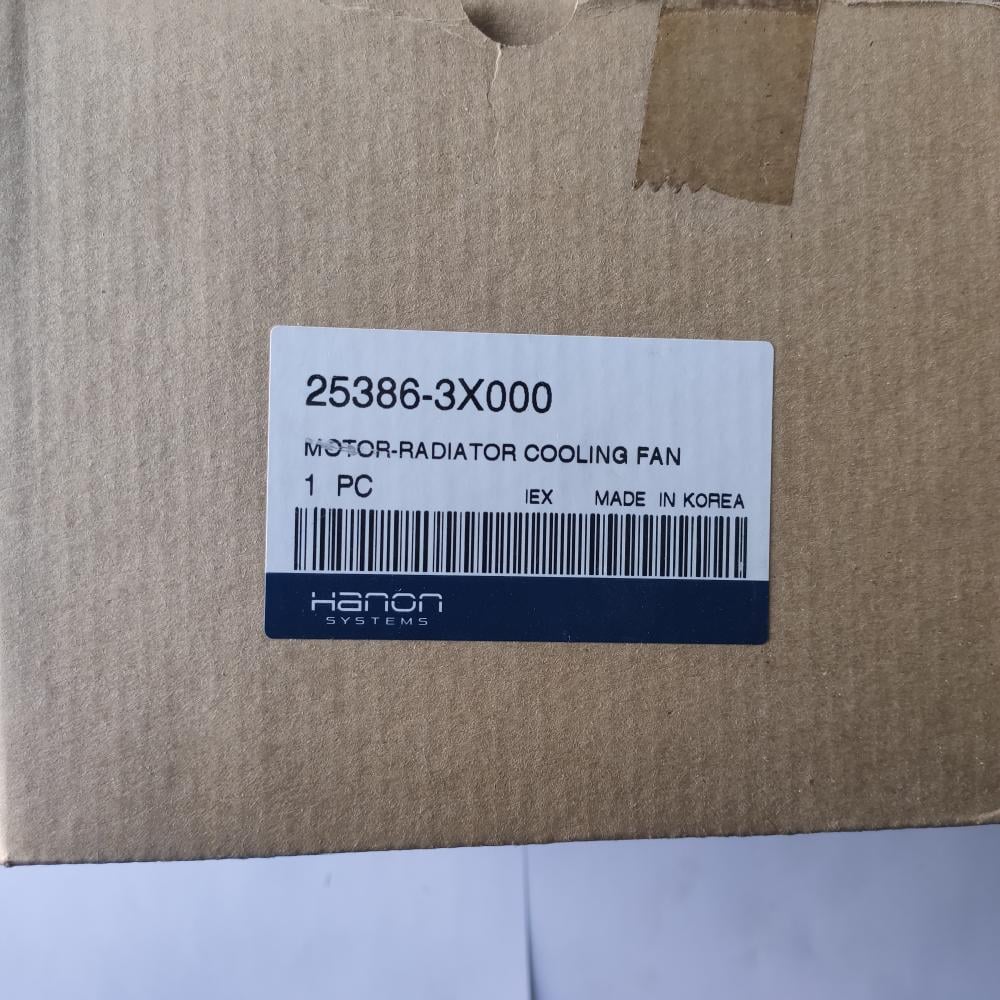 25386-3X000
MOTOR-RADIATOR COOLING FAN
1 PC IEX MADE IN KOREA
Hanon
SYSTEMS